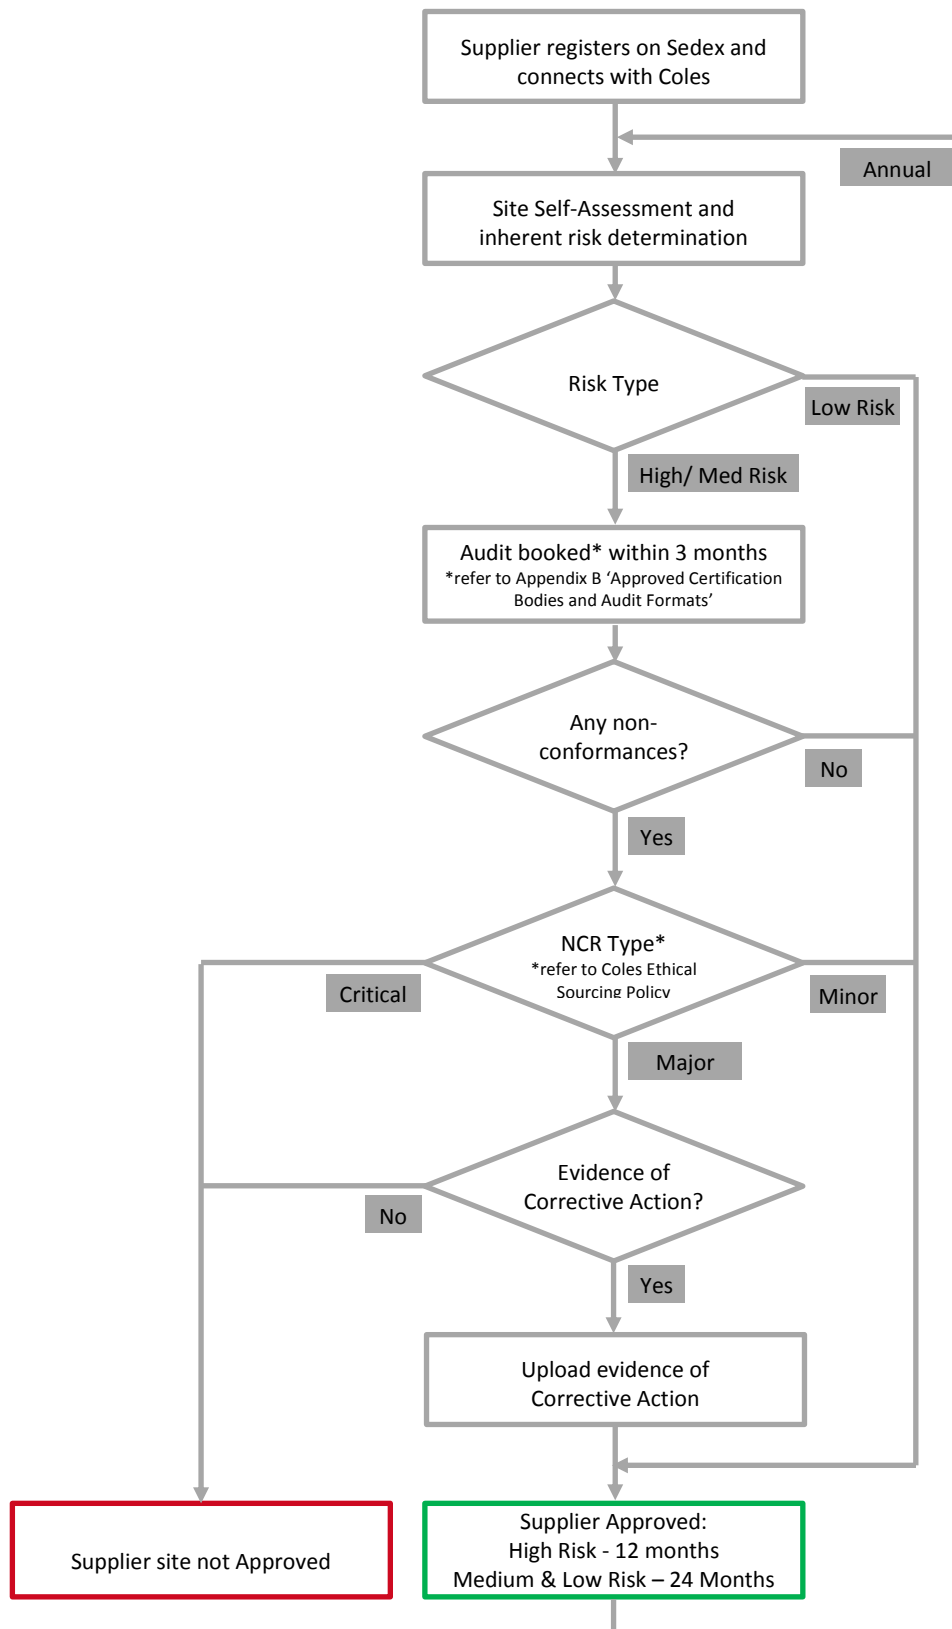 Supplier registers on Sedex and
connects with Coles
Annual
Site Self-Assessment and
inherent risk determination
Risk Type
Low Risk
High/ Med Risk
Audit booked* within 3 months
*refer to Appendix B ‘Approved Certification
Bodies and Audit Formats’
Any non-
conformances?
No
Yes
NCR Type*
*refer to Coles Ethical
Sourcing Policy
Critical
Minor
Major
Evidence of
Corrective Action?
No
Yes
Upload evidence of
Corrective Action
Supplier site not Approved
Supplier Approved:
High Risk - 12 months
Medium & Low Risk – 24 Months